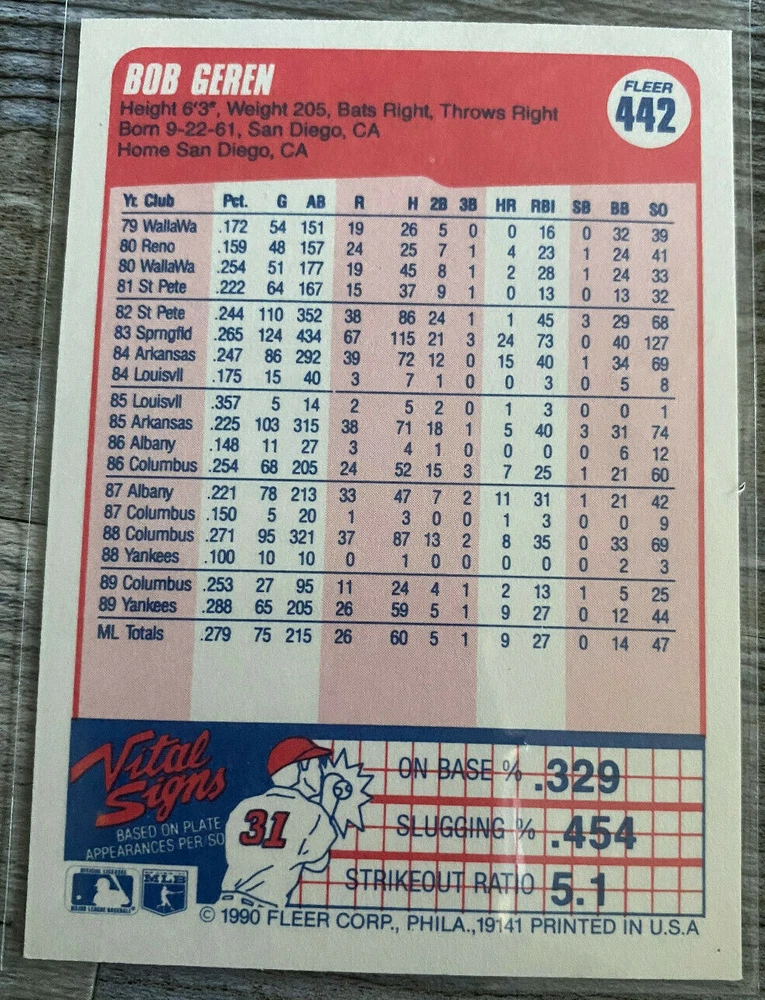 BOB GEREN
FLEER
442
Height 6'3", Weight 205, Bats Right, Throws Right
Born 9-22-61, San Diego, CA
Home San Diego, CA
Yr. Club Pct. G AB R H 2B 3B HR RBI SB BB SO
79 WallaWa .172 54 151 19 26 5 0 0 16 0 32 39
80 Reno .159 48 157 24 25 7 1 4 23 1 24 41
80 WallaWa .254 51 177 19 45 8 1 2 28 1 24 33
81 St Pete .222 64 167 15 37 9 1 0 13 0 13 32
82 St Pete .244 110 352 38 86 24 1 1 45 3 29 68
83 Sprngfld .265 124 434 67 115 21 3 24 73 0 40 127
84 Arkansas .247 86 292 39 72 12 0 15 40 1 34 69
84 Louisvll .175 15 40 3 7 1 0 0 3 0 5 8
85 Louisvll .357 5 14 2 5 2 0 1 3 0 0 1
85 Arkansas .225 103 315 38 71 18 1 5 40 3 31 74
86 Albany .148 11 27 3 4 1 0 0 0 0 6 12
86 Columbus .254 68 205 24 52 15 3 7 25 1 21 60
87 Albany .221 78 213 33 47 7 2 11 31 1 21 42
87 Columbus .150 5 20 1 3 0 0 1 3 0 0 9
88 Columbus .271 95 321 37 87 13 2 8 35 0 33 69
88 Yankees .100 10 10 0 1 0 0 0 0 0 2 3
89 Columbus .253 27 95 11 24 4 1 2 13 1 5 25
89 Yankees .288 65 205 26 59 5 1 9 27 0 12 44
ML Totals .279 75 215 26 60 5 1 9 27 0 14 47
Vital
Signs
BASED ON PLATE
APPEARANCES PER/SO
31
ON BASE % .329
SLUGGING % .454
STRIKEOUT RATIO 5.1
OFFICIAL LICENSEE
MAJOR LEAGUE BASEBALL
MLB
© 1990 FLEER CORP., PHILA.,19141 PRINTED IN U.S.A